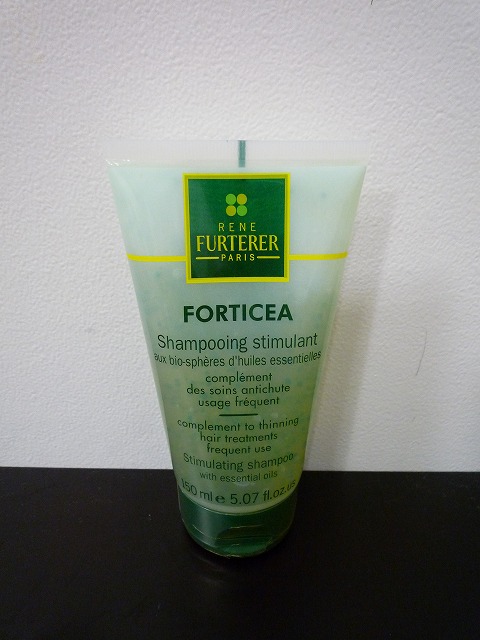 RENE
FURTERER
PARIS
FORTICEA
Shampooing stimulant
aux bio-sphères d'huiles essentielles
complément
des soins antichute
usage fréquent
complement to thinning
hair treatments
frequent use
Stimulating shampoo
with essential oils
150 ml e 5.07 fl.oz.us